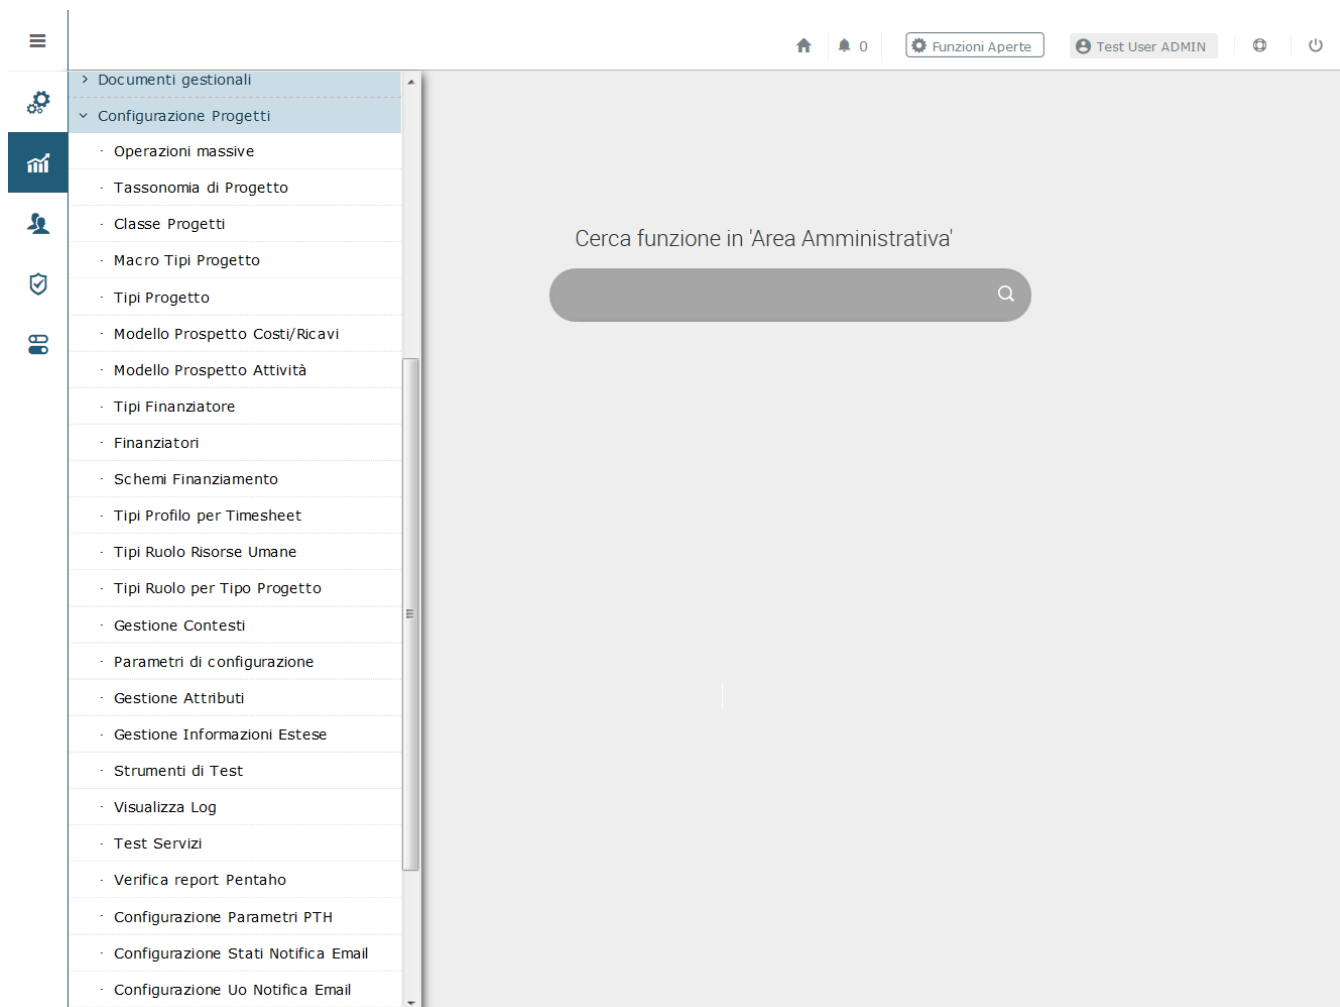 0
Funzioni Aperte
Test User ADMIN
Documenti gestionali
Configurazione Progetti
Operazioni massive
Tassonomia di Progetto
Classe Progetti
Macro Tipi Progetto
Tipi Progetto
Modello Prospetto Costi/Ricavi
Modello Prospetto Attività
Tipi Finanziatore
Finanziatori
Schemi Finanziamento
Tipi Profilo per Timesheet
Tipi Ruolo Risorse Umane
Tipi Ruolo per Tipo Progetto
Gestione Contesti
Parametri di configurazione
Gestione Attributi
Gestione Informazioni Estese
Strumenti di Test
Visualizza Log
Test Servizi
Verifica report Pentaho
Configurazione Parametri PTH
Configurazione Stati Notifica Email
Configurazione Uo Notifica Email
Cerca funzione in 'Area Amministrativa'